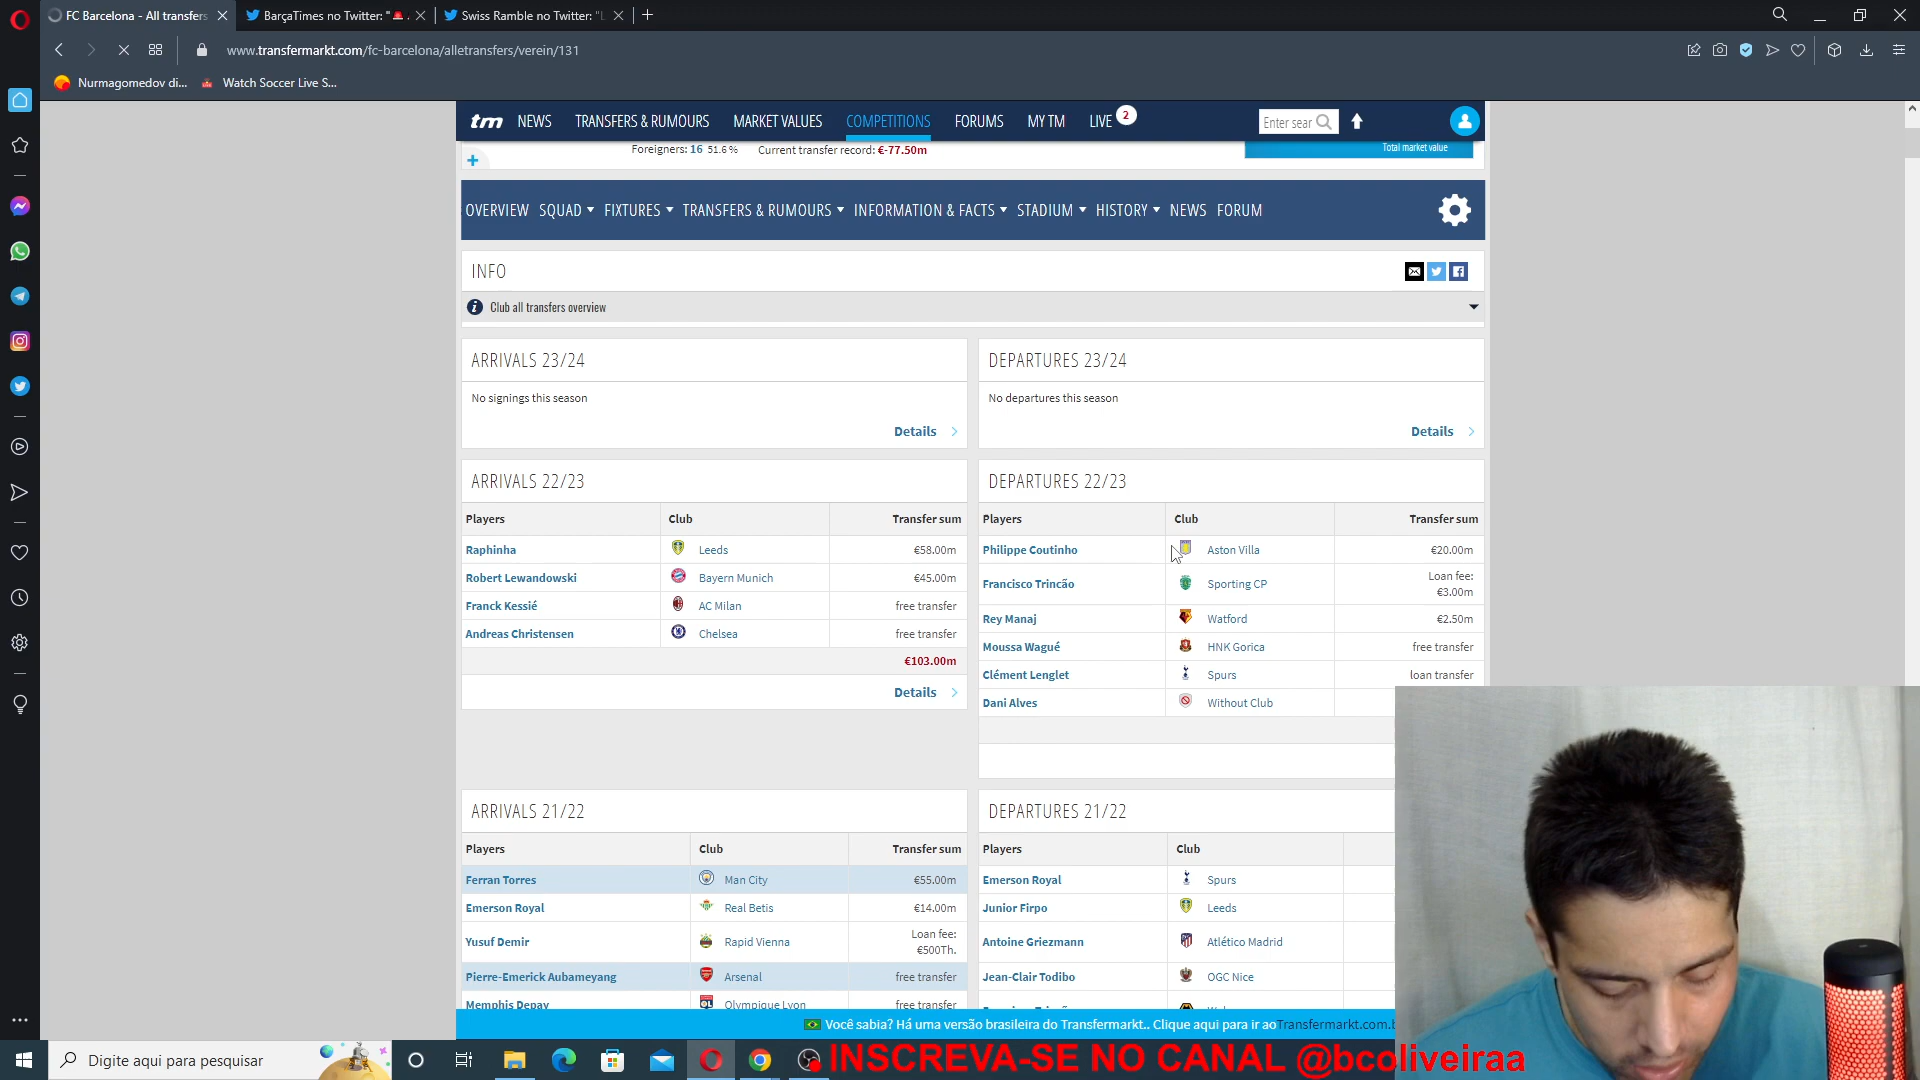 FC Barcelona - All transfers
BarçaTimes no Twitter: "🚨
Swiss Ramble no Twitter: "L
www.transfermarkt.com/fc-barcelona/alletransfers/verein/131
Nurmagomedov di...
Watch Soccer Live S...
tm NEWS TRANSFERS & RUMOURS MARKET VALUES COMPETITIONS FORUMS MY TM LIVE 2 Enter sear
Foreigners: 16 51.6 % Current transfer record: €-77.50m Total market value
OVERVIEW SQUAD FIXTURES TRANSFERS & RUMOURS INFORMATION & FACTS STADIUM HISTORY NEWS FORUM
INFO
Club all transfers overview
ARRIVALS 23/24
No signings this season
Details
DEPARTURES 23/24
No departures this season
Details
ARRIVALS 22/23
Players Club Transfer sum
Raphinha Leeds €58.00m
Robert Lewandowski Bayern Munich €45.00m
Franck Kessié AC Milan free transfer
Andreas Christensen Chelsea free transfer
€103.00m
Details
DEPARTURES 22/23
Players Club Transfer sum
Philippe Coutinho Aston Villa €20.00m
Francisco Trincão Sporting CP Loan fee:
€3.00m
Rey Manaj Watford €2.50m
Moussa Wagué HNK Gorica free transfer
Clément Lenglet Spurs loan transfer
Dani Alves Without Club
ARRIVALS 21/22
Players Club Transfer sum
Ferran Torres Man City €55.00m
Emerson Royal Real Betis €14.00m
Yusuf Demir Rapid Vienna Loan fee:
€500Th.
Pierre-Emerick Aubameyang Arsenal free transfer
Memphis Depay Olympique Lyon free transfer
DEPARTURES 21/22
Players Club
Emerson Royal Spurs
Junior Firpo Leeds
Antoine Griezmann Atlético Madrid
Jean-Clair Todibo OGC Nice
Você sabia? Há uma versão brasileira do Transfermarkt.. Clique aqui para ir ao Transfermarkt.com.b
Digite aqui para pesquisar
INSCREVA-SE NO CANAL @bcoliveiraa